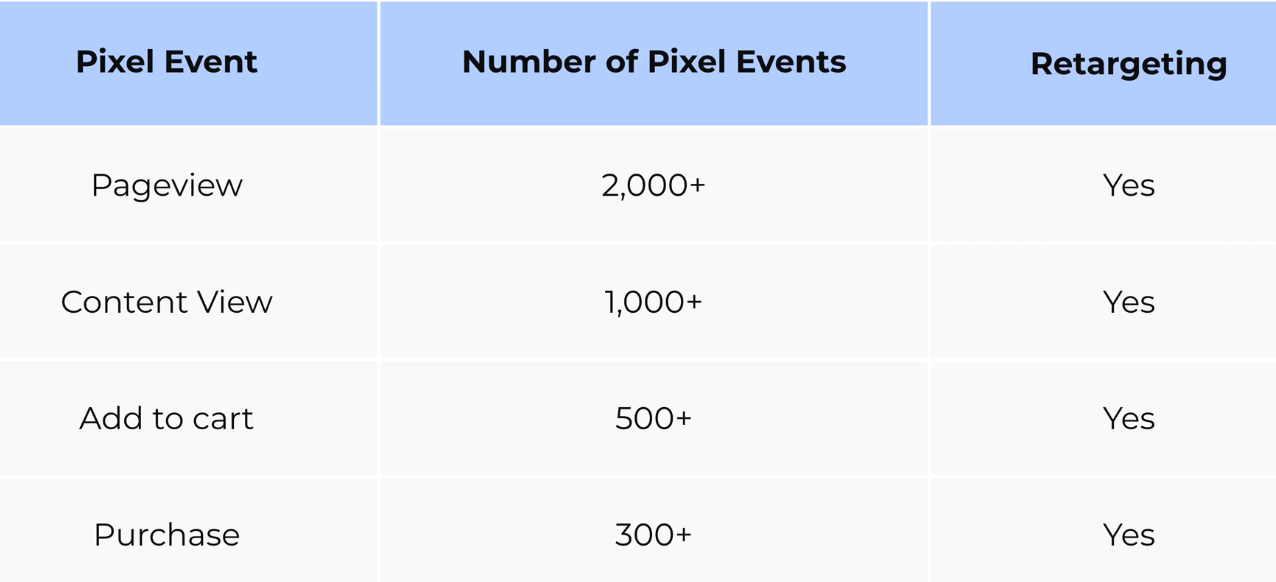 Pixel Event Number of Pixel Events Retargeting
Pageview 2,000+ Yes
Content View 1,000+ Yes
Add to cart 500+ Yes
Purchase 300+ Yes